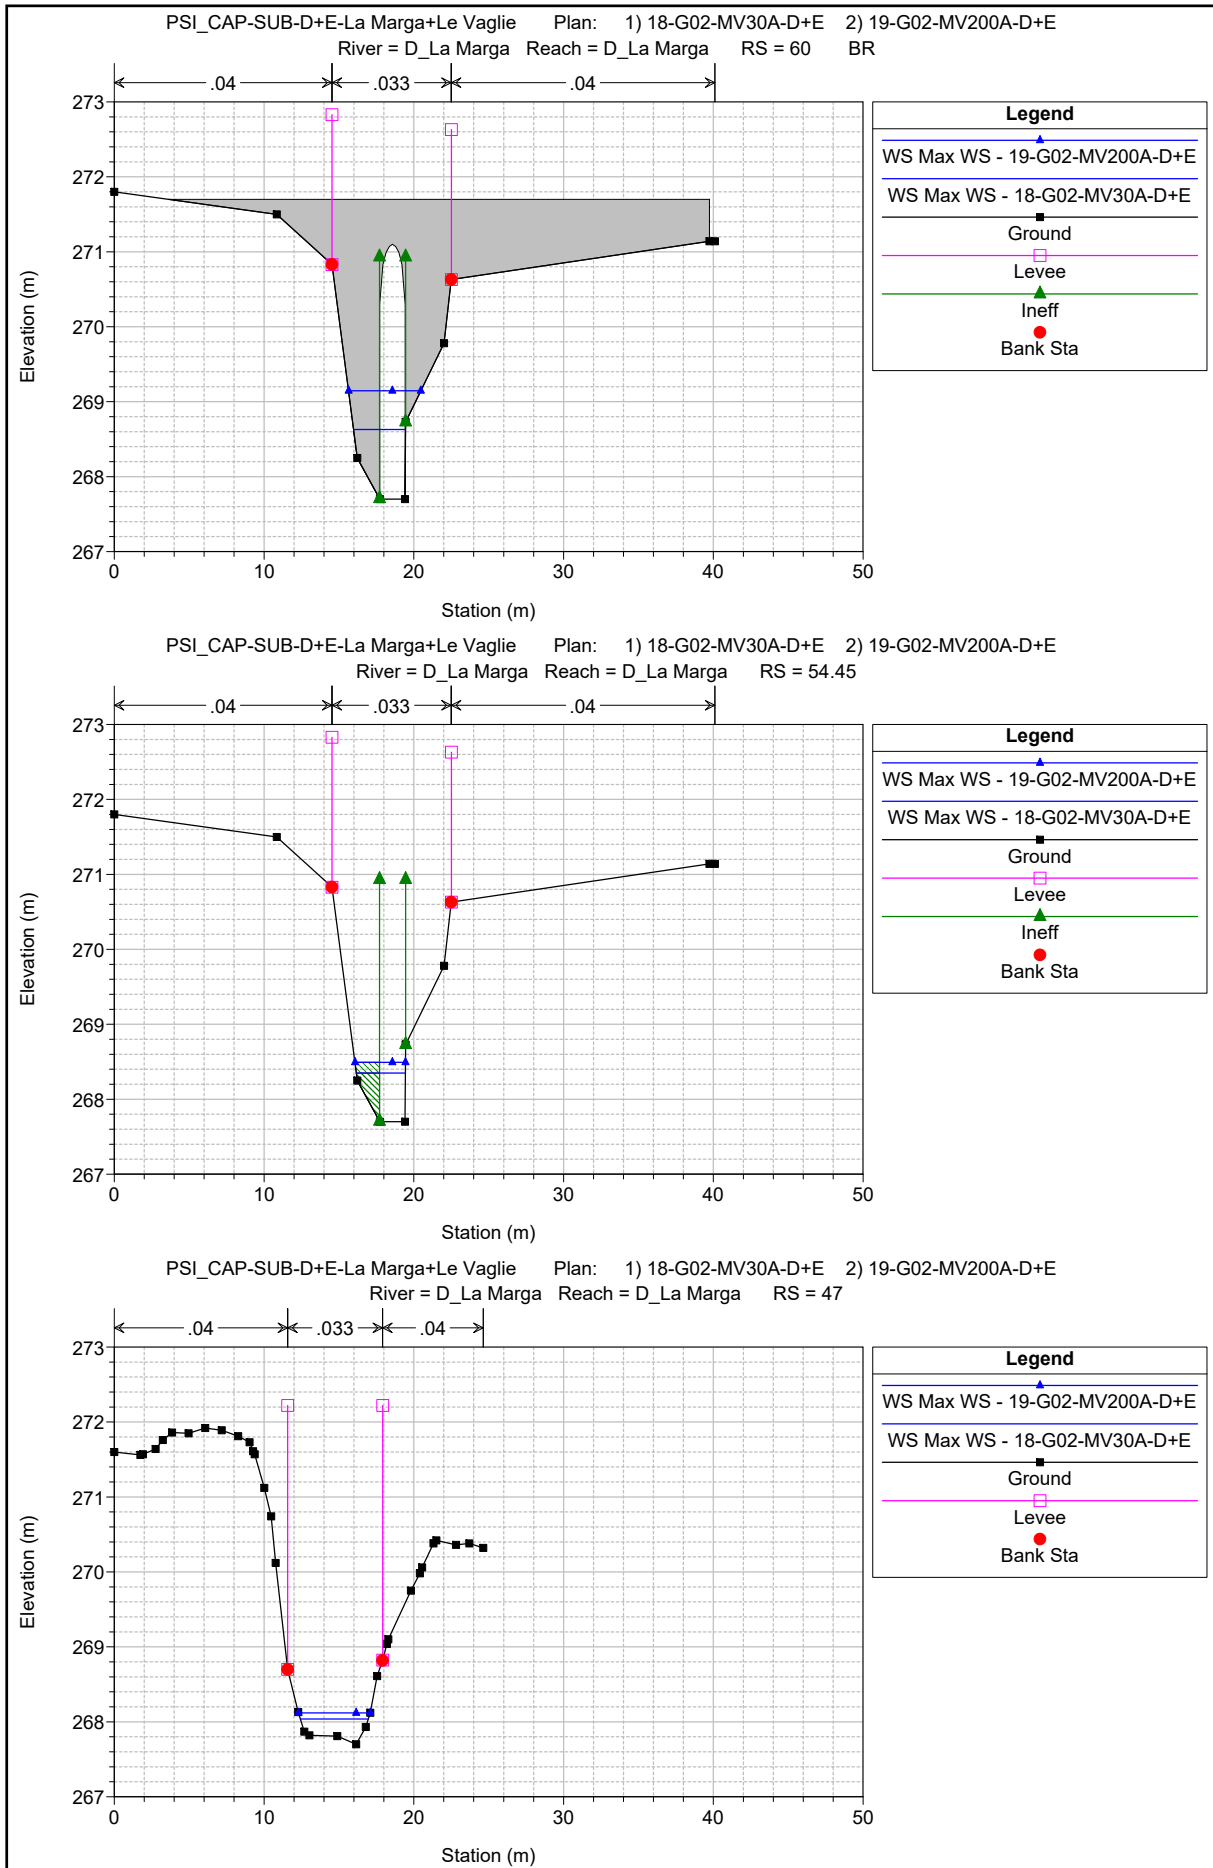 PSI_CAP-SUB-D+E-La Marga+Le Vaglie Plan: 1) 18-G02-MV30A-D+E 2) 19-G02-MV200A-D+E
River = D_La Marga Reach = D_La Marga RS = 60 BR
.04 .033 .04
273
272
271
270
269
268
267
Elevation (m)
0 10 20 30 40 50
Station (m)
Legend
WS Max WS - 19-G02-MV200A-D+E
WS Max WS - 18-G02-MV30A-D+E
Ground
Levee
Ineff
Bank Sta
PSI_CAP-SUB-D+E-La Marga+Le Vaglie Plan: 1) 18-G02-MV30A-D+E 2) 19-G02-MV200A-D+E
River = D_La Marga Reach = D_La Marga RS = 54.45
.04 .033 .04
273
272
271
270
269
268
267
Elevation (m)
0 10 20 30 40 50
Station (m)
Legend
WS Max WS - 19-G02-MV200A-D+E
WS Max WS - 18-G02-MV30A-D+E
Ground
Levee
Ineff
Bank Sta
PSI_CAP-SUB-D+E-La Marga+Le Vaglie Plan: 1) 18-G02-MV30A-D+E 2) 19-G02-MV200A-D+E
River = D_La Marga Reach = D_La Marga RS = 47
.04 .033 .04
273
272
271
270
269
268
267
Elevation (m)
0 10 20 30 40 50
Station (m)
Legend
WS Max WS - 19-G02-MV200A-D+E
WS Max WS - 18-G02-MV30A-D+E
Ground
Levee
Bank Sta